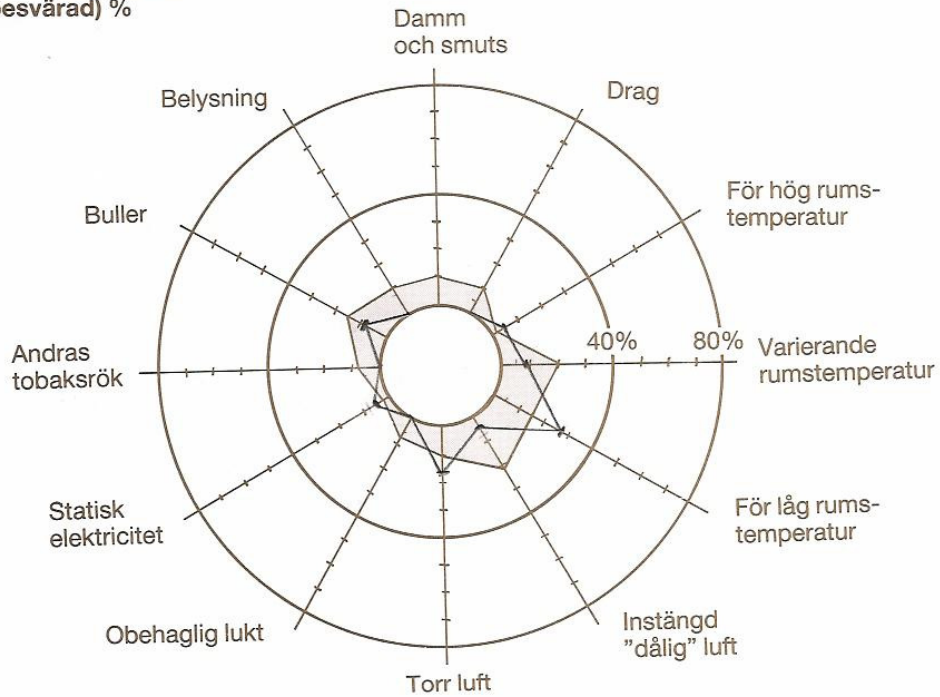 esvärad) %
Damm
och smuts
Drag
För hög rums-
temperatur
40%
80%
Varierande
rumstemperatur
För låg rums-
temperatur
Instängd
"dålig" luft
Torr luft
Obehaglig lukt
Statisk
elektricitet
Andras
tobaksrök
Buller
Belysning